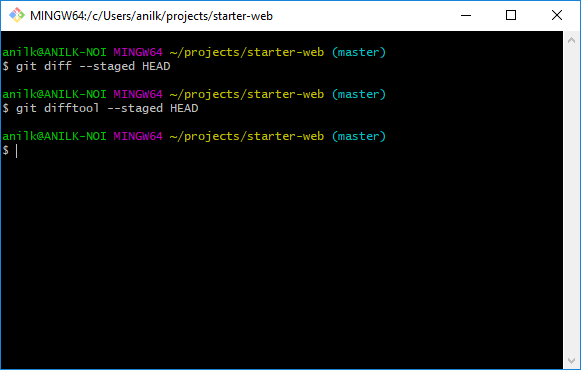 MINGW64:/c/Users/anilk/projects/starter-web
anilk@ANILK-NOI MINGW64 ~/projects/starter-web (master)
$ git diff --staged HEAD
anilk@ANILK-NOI MINGW64 ~/projects/starter-web (master)
$ git difftool --staged HEAD
anilk@ANILK-NOI MINGW64 ~/projects/starter-web (master)
$